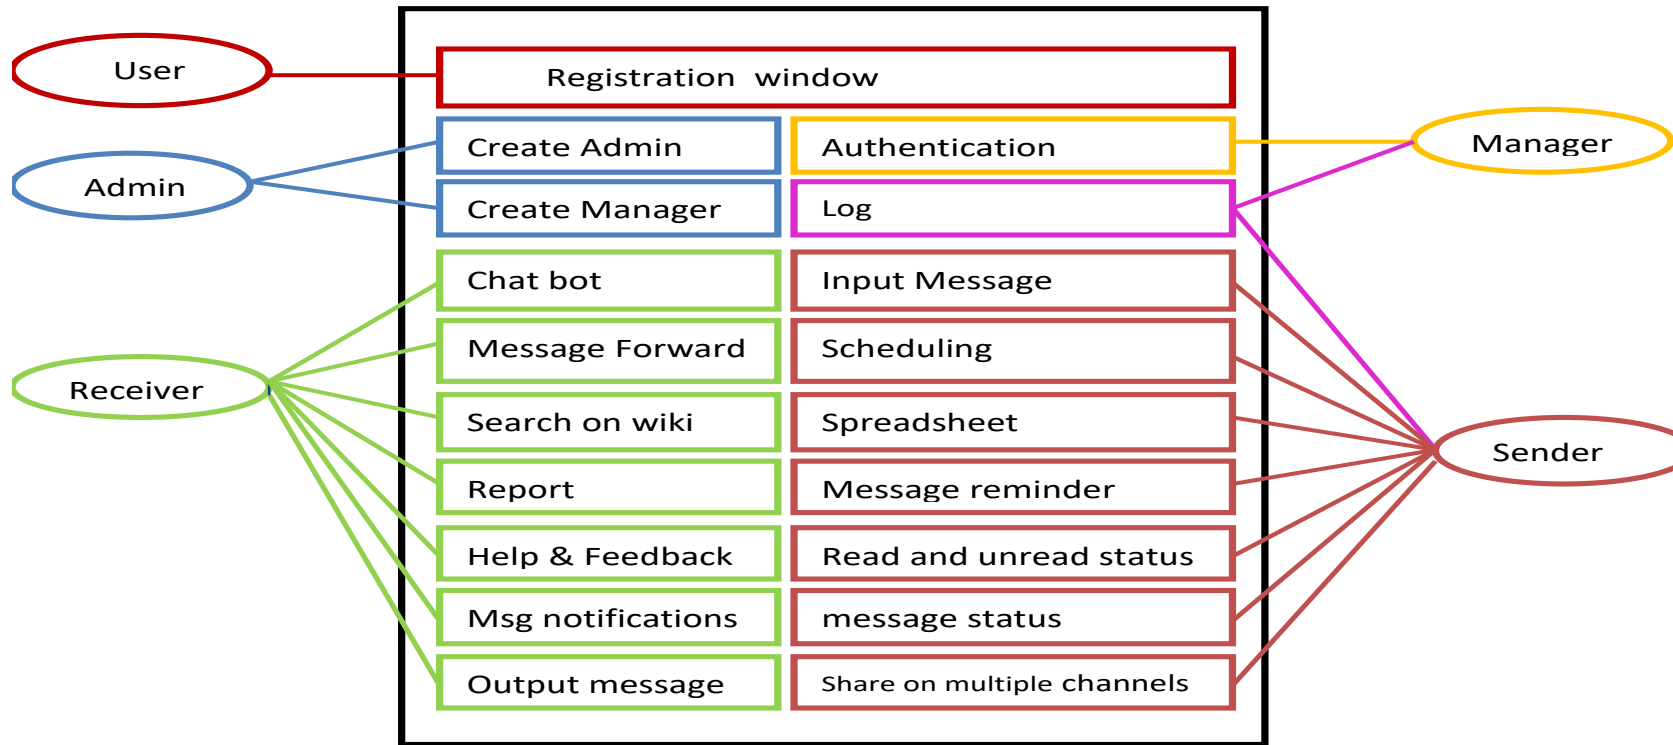 User
Registration window
Admin
Create Admin
Authentication
Manager
Create Manager
Log
Receiver
Chat bot
Input Message
Message Forward
Scheduling
Search on wiki
Spreadsheet
Sender
Report
Message reminder
Help & Feedback
Read and unread status
Msg notifications
message status
Output message
Share on multiple channels